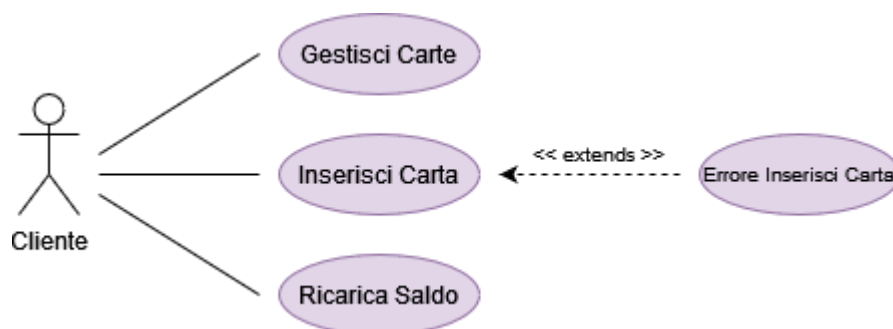 Gestisci Carte
Inserisci Carta
<< extends >>
Errore Inserisci Carta
Cliente
Ricarica Saldo